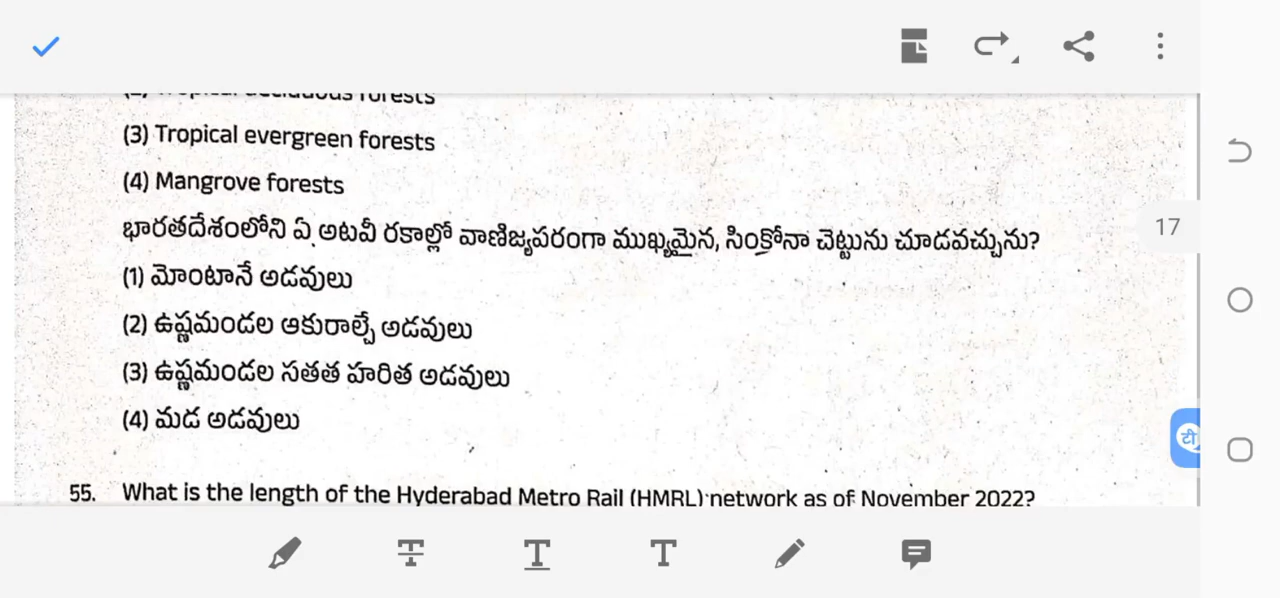 (3) Tropical evergreen forests
(4) Mangrove forests
భారతదేశంలోని ఏ అటవీ రకాల్లో వాణిజ్యపరంగా ముఖ్యమైన, సింక్రోనా చెట్టును చూడవచ్చును?
(1) మోంటానే అడవులు
(2) ఉష్ణమండల ఆకురాల్చే అడవులు
(3) ఉష్ణమండల సతత హరిత అడవులు
(4) మడ అడవులు
55. What is the length of the Hyderabad Metro Rail (HMRL) network as of November 2022?
17
टी